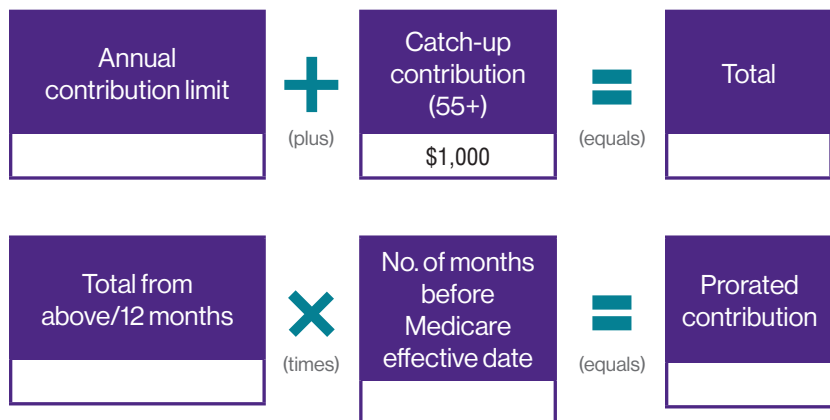 Annual
contribution limit
(plus)
Catch-up
contribution
(55+)
$1,000
(equals)
Total
Total from
above/12 months
(times)
No. of months
before
Medicare
effective date
(equals)
Prorated
contribution